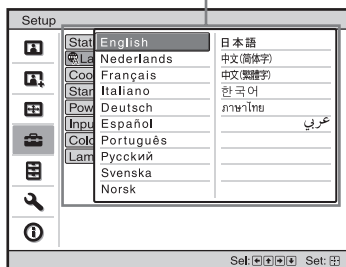 Setup
Stat
La
Coo
Star
Pow
Inpu
Colo
Lam
English
Nederlands
Français
Italiano
Deutsch
Español
Português
Русский
Svenska
Norsk
日本語
中文(简体字)
中文(繁體字)
한국어
ภาษาไทย
عربي
Sel: Set: